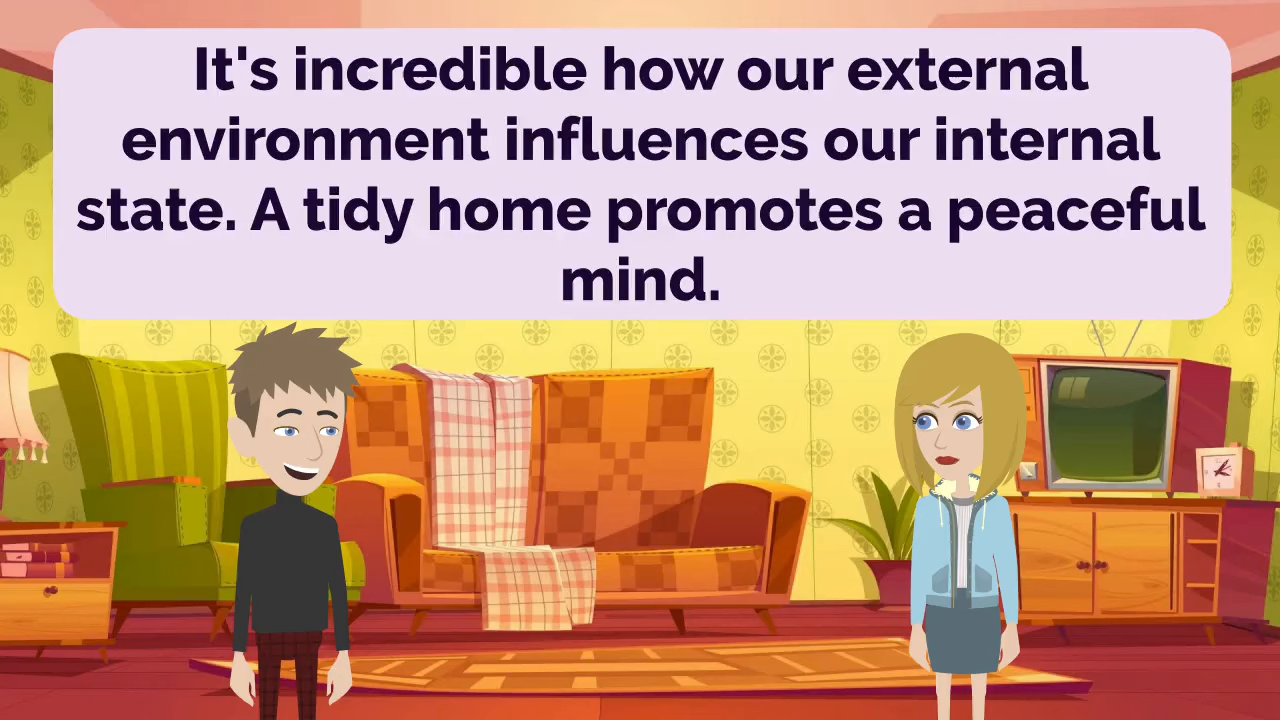 It's incredible how our external
environment influences our internal
state. A tidy home promotes a peaceful
mind.